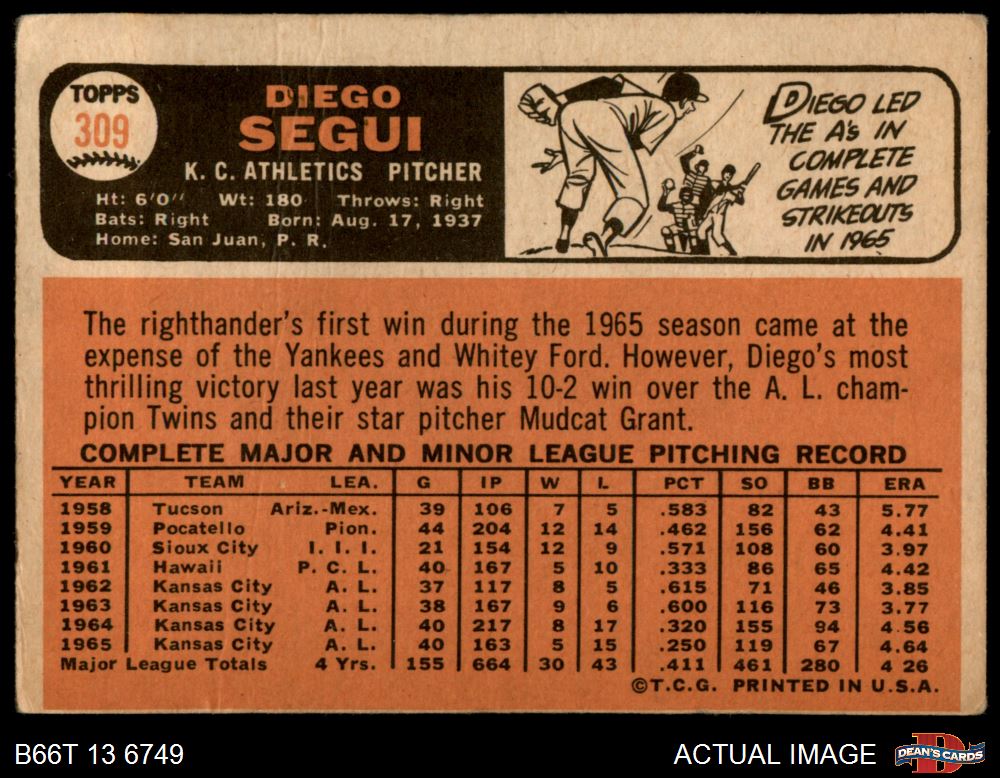 TOPPS
309
DIEGO
SEGUI
K. C. ATHLETICS PITCHER
Ht: 6'0" Wt: 180 Throws: Right
Bats: Right Born: Aug. 17, 1937
Home: San Juan, P. R.
DIEGO LED
THE A's IN
COMPLETE
GAMES AND
STRIKEOUTS
IN 1965
The righthander's first win during the 1965 season came at the
expense of the Yankees and Whitey Ford. However, Diego's most
thrilling victory last year was his 10-2 win over the A. L. cham-
pion Twins and their star pitcher Mudcat Grant.
COMPLETE MAJOR AND MINOR LEAGUE PITCHING RECORD
YEAR TEAM LEA. G IP W L PCT SO BB ERA
1958 Tucson Ariz.-Mex. 39 106 7 5 .583 82 43 5.77
1959 Pocatello Pion. 44 204 12 14 .462 156 62 4.41
1960 Sioux City I. I. I. 21 154 12 9 .571 108 60 3.97
1961 Hawaii P. C. L. 40 167 5 10 .333 86 65 4.42
1962 Kansas City A. L. 37 117 8 5 .615 71 46 3.85
1963 Kansas City A. L. 38 167 9 6 .600 116 73 3.77
1964 Kansas City A. L. 40 217 8 17 .320 155 94 4.56
1965 Kansas City A. L. 40 163 5 15 .250 119 67 4.64
Major League Totals 4 Yrs. 155 664 30 43 .411 461 280 4 26
©T.C.G. PRINTED IN U.S.A.
B66T 13 6749
ACTUAL IMAGE
D
DEAN'S CARDS